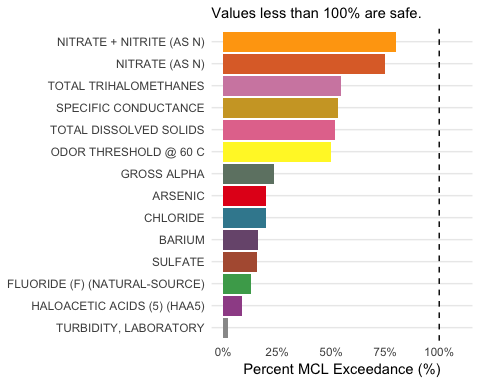 Values less than 100% are safe.
NITRATE + NITRITE (AS N)
NITRATE (AS N)
TOTAL TRIHALOMETHANES
SPECIFIC CONDUCTANCE
TOTAL DISSOLVED SOLIDS
ODOR THRESHOLD @ 60 C
GROSS ALPHA
ARSENIC
CHLORIDE
BARIUM
SULFATE
FLUORIDE (F) (NATURAL-SOURCE)
HALOACETIC ACIDS (5) (HAA5)
TURBIDITY, LABORATORY
0% 25% 50% 75% 100%
Percent MCL Exceedance (%)